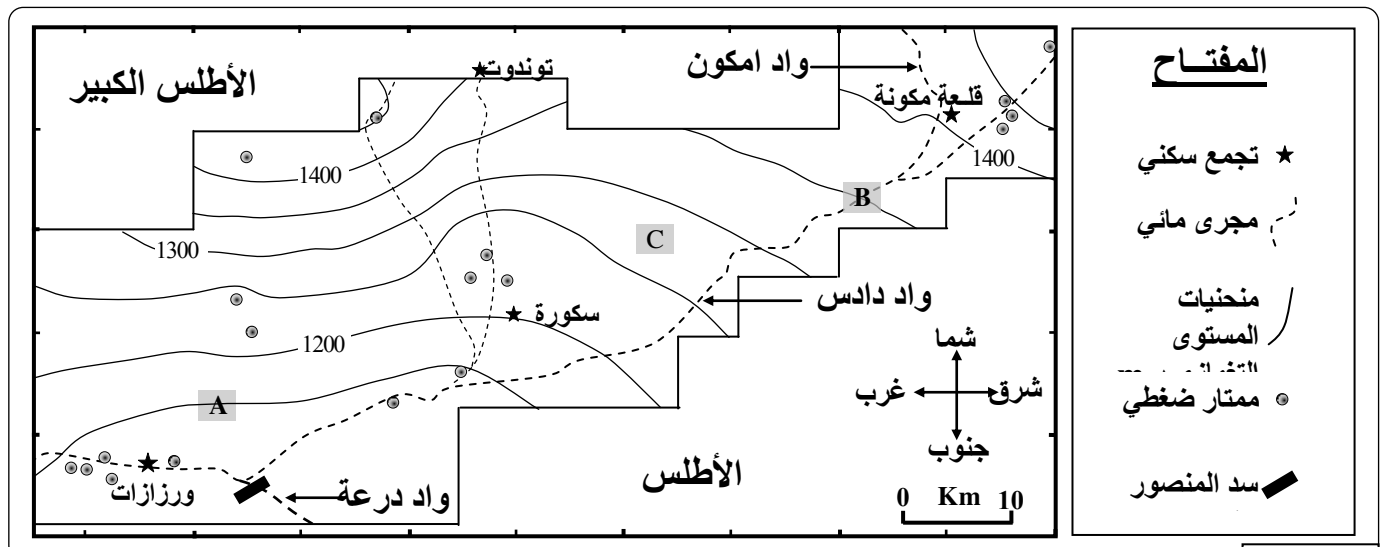 الأطلس الكبير
توندوت
واد امكون
قلعة مكونة
1400
1400
1300
B
C
واد دادس
سكورة
1200
A
ورزازات
واد درعة
الأطلس
شما
شرق
غرب
جنوب
0 Km 10
المفتــاح
تجمع سكني
مجرى مائي
منحنيات
المستوى
ممتار ضغطي
سد المنصور